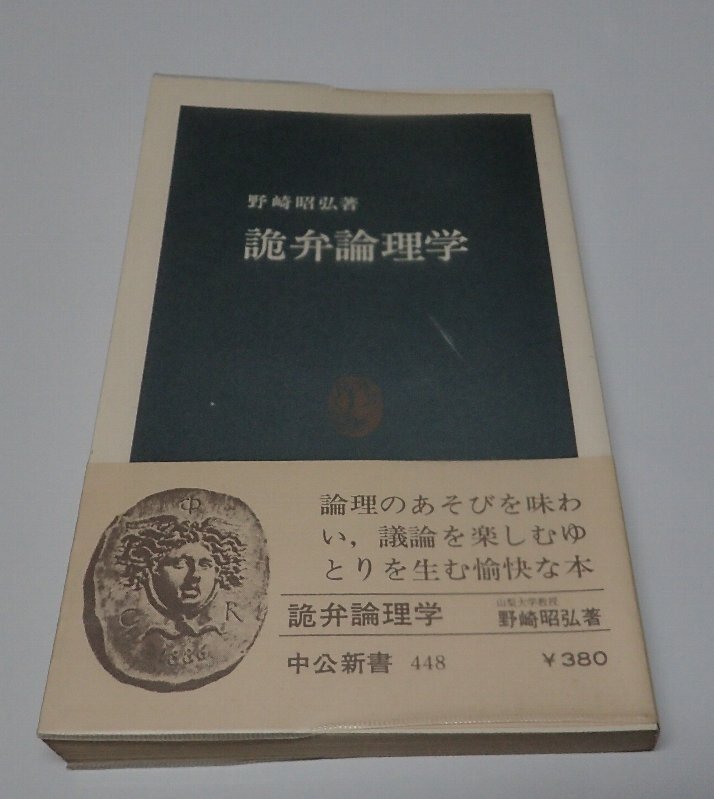 野崎昭弘著
詭弁論理学
論理のあそびを味わ
い，議論を楽しむゆ
とりを生む愉快な本
詭弁論理学
山梨大学教授
野崎昭弘著
中公新書 448
￥380
Φ
C R
1886